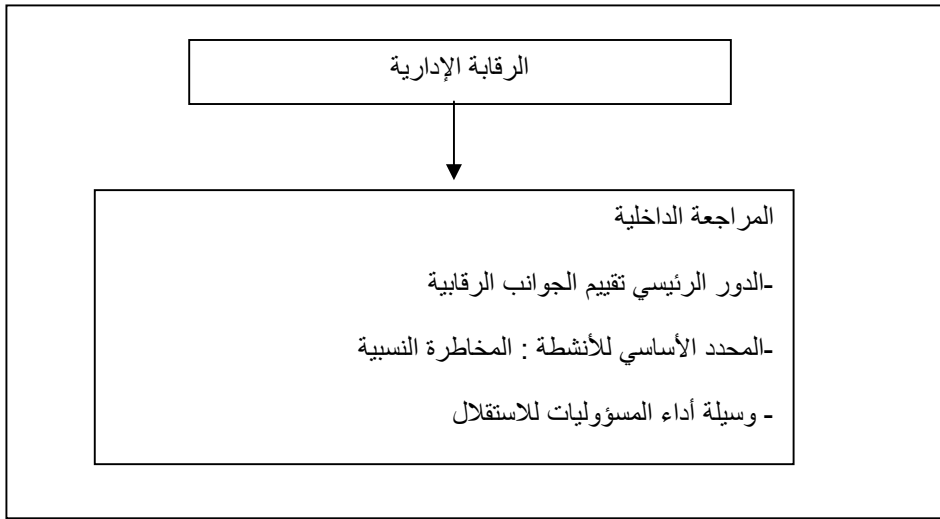 الرقابة الإدارية
المراجعة الداخلية
-الدور الرئيسي تقييم الجوانب الرقابية
-المحدد الأساسي للأنشطة : المخاطرة النسبية
- وسيلة أداء المسؤوليات للاستقلال